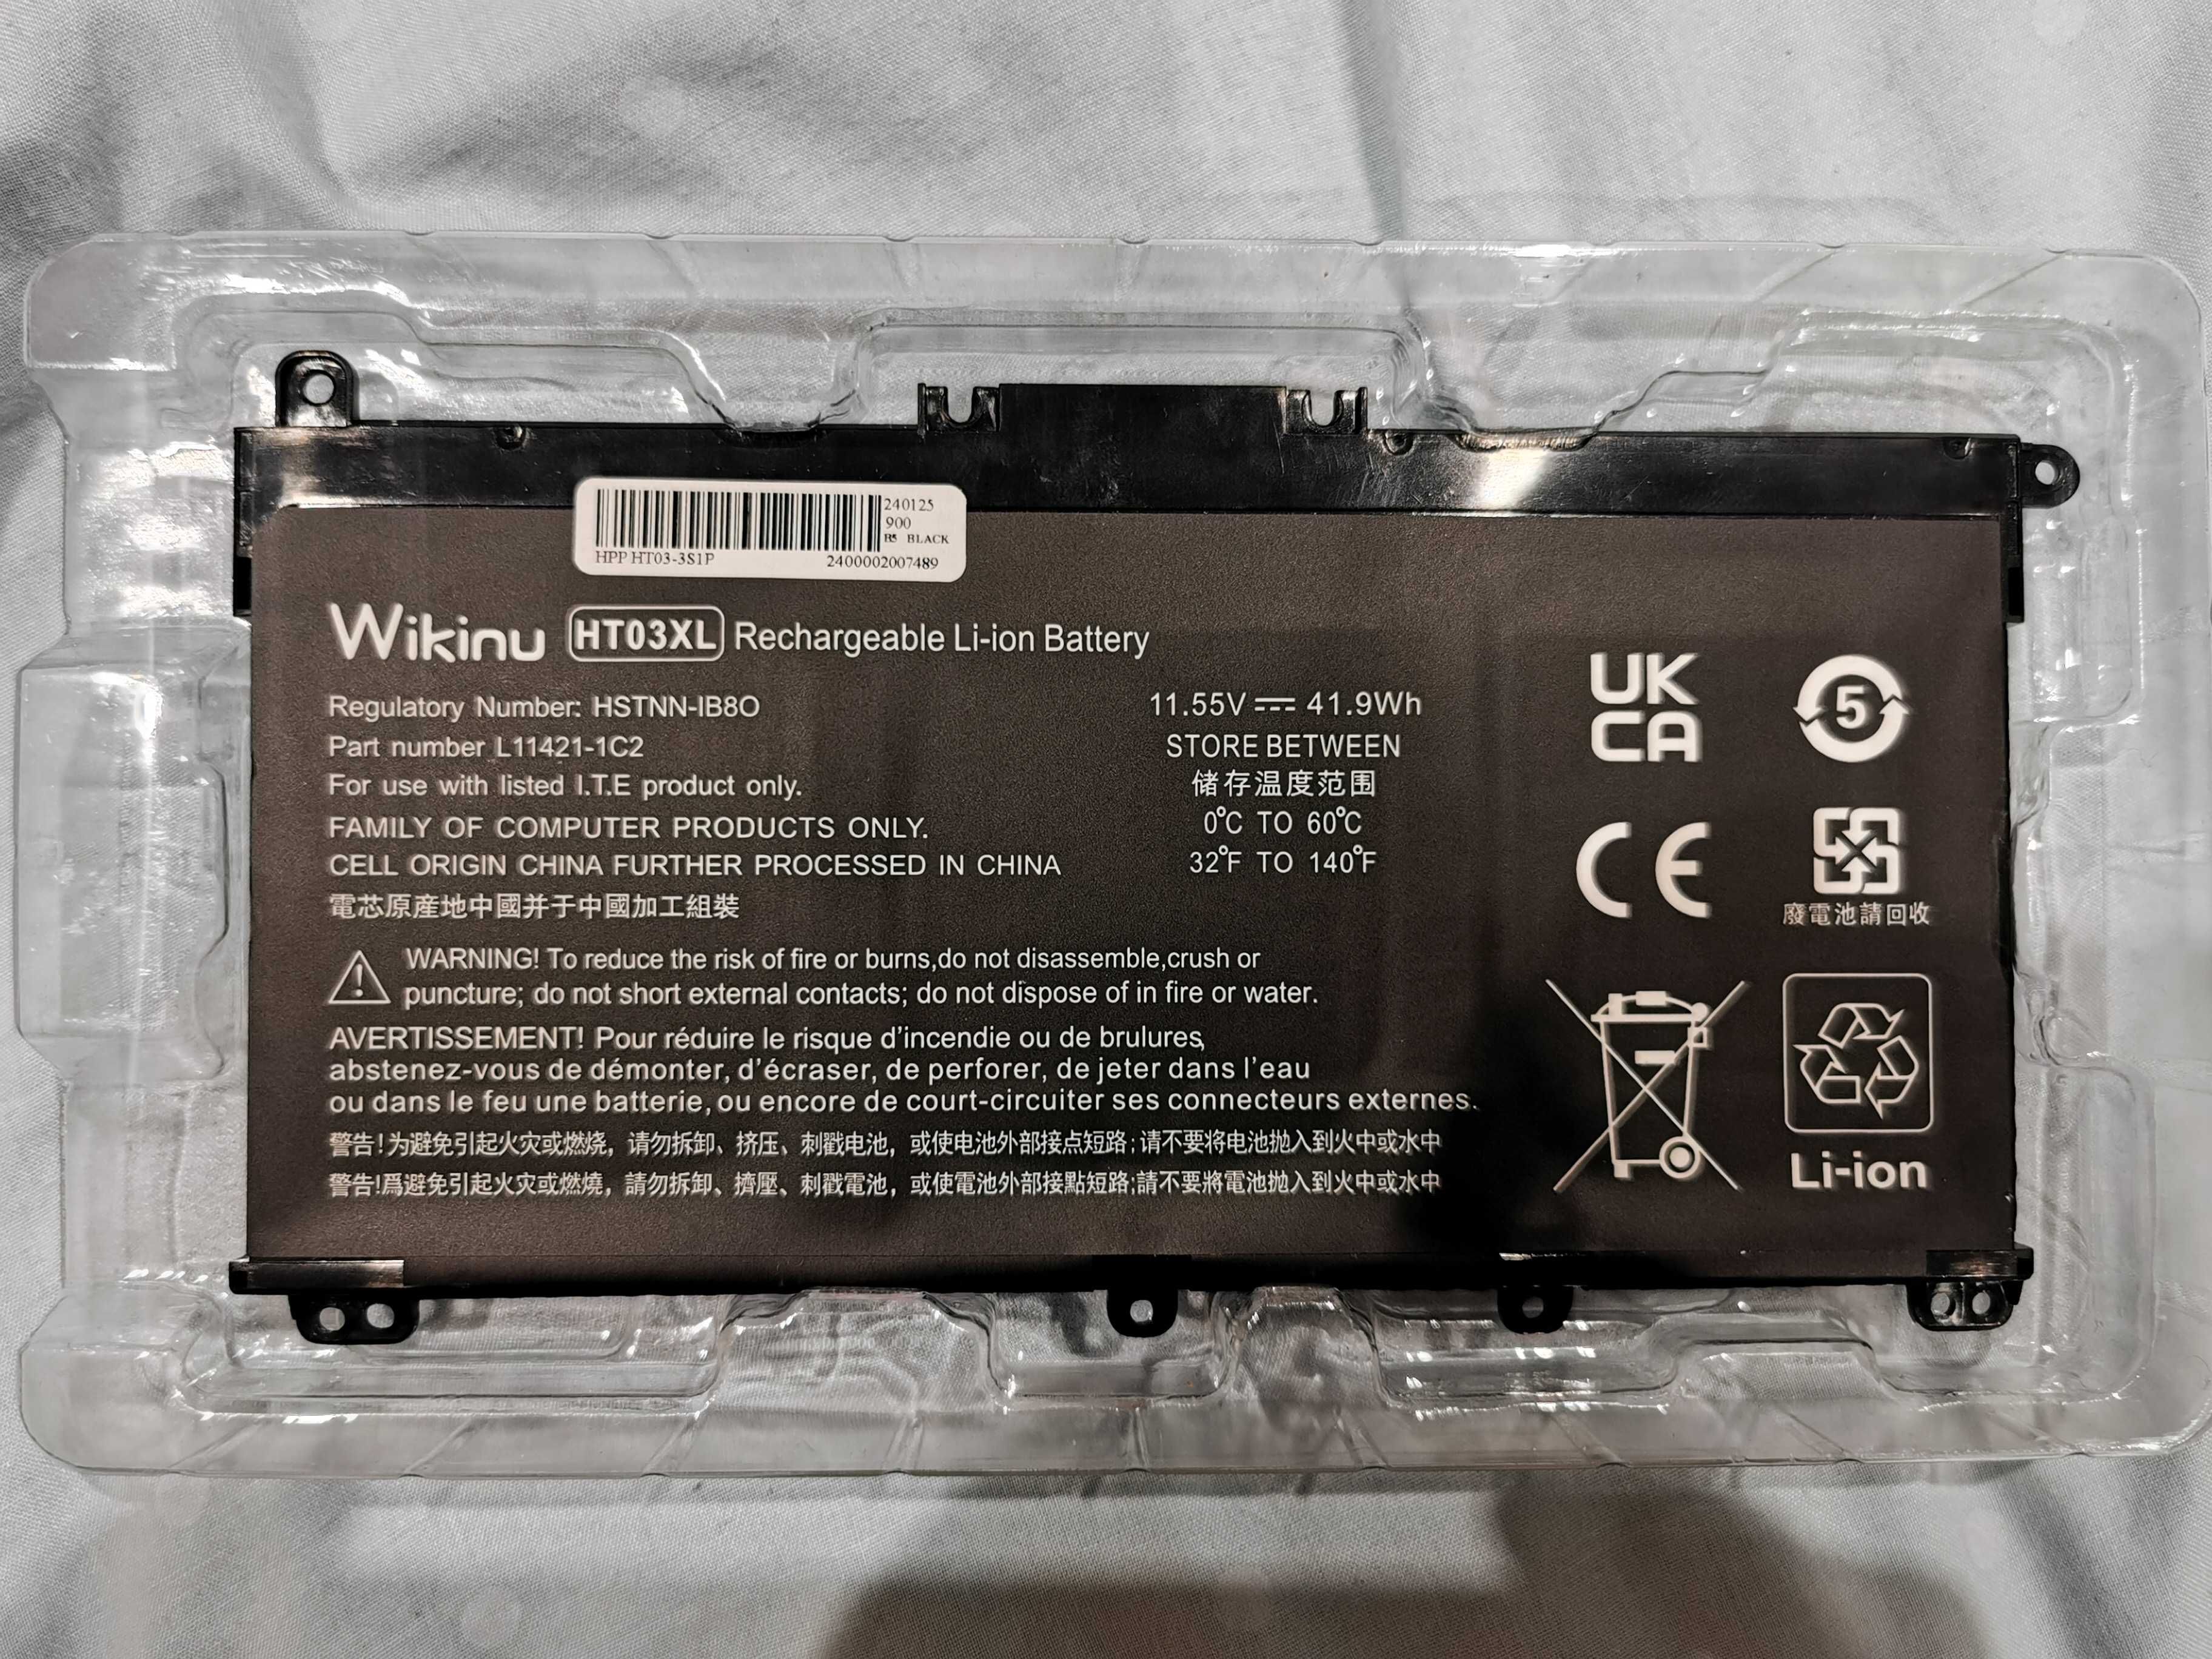 240125
900
B5 BLACK
HPP HT03-3S1P 2400002007489
Wikinu HT03XL Rechargeable Li-ion Battery
Regulatory Number: HSTNN-IB8O
Part number L11421-1C2
For use with listed I.T.E product only.
FAMILY OF COMPUTER PRODUCTS ONLY.
CELL ORIGIN CHINA FURTHER PROCESSED IN CHINA
電芯原産地中國并于中國加工組裝
11.55V 41.9Wh
STORE BETWEEN
储存温度范围
0°C TO 60°C
32°F TO 140°F
WARNING! To reduce the risk of fire or burns,do not disassemble,crush or
puncture; do not short external contacts; do not dispose of in fire or water.
AVERTISSEMENT! Pour réduire le risque d'incendie ou de brulures,
abstenez-vous de démonter, d'écraser, de perforer, de jeter dans l'eau
ou dans le feu une batterie, ou encore de court-circuiter ses connecteurs externes.
警告!为避免引起火灾或燃烧，请勿拆卸、挤压、刺戳电池，或使电池外部接点短路;请不要将电池抛入到火中或水中
警告!爲避免引起火灾或燃燒，請勿拆卸、擠壓、刺戳電池，或使電池外部接點短路;請不要將電池抛入到火中或水中
UK
CA
5
CE
廢電池請回收
Li-ion